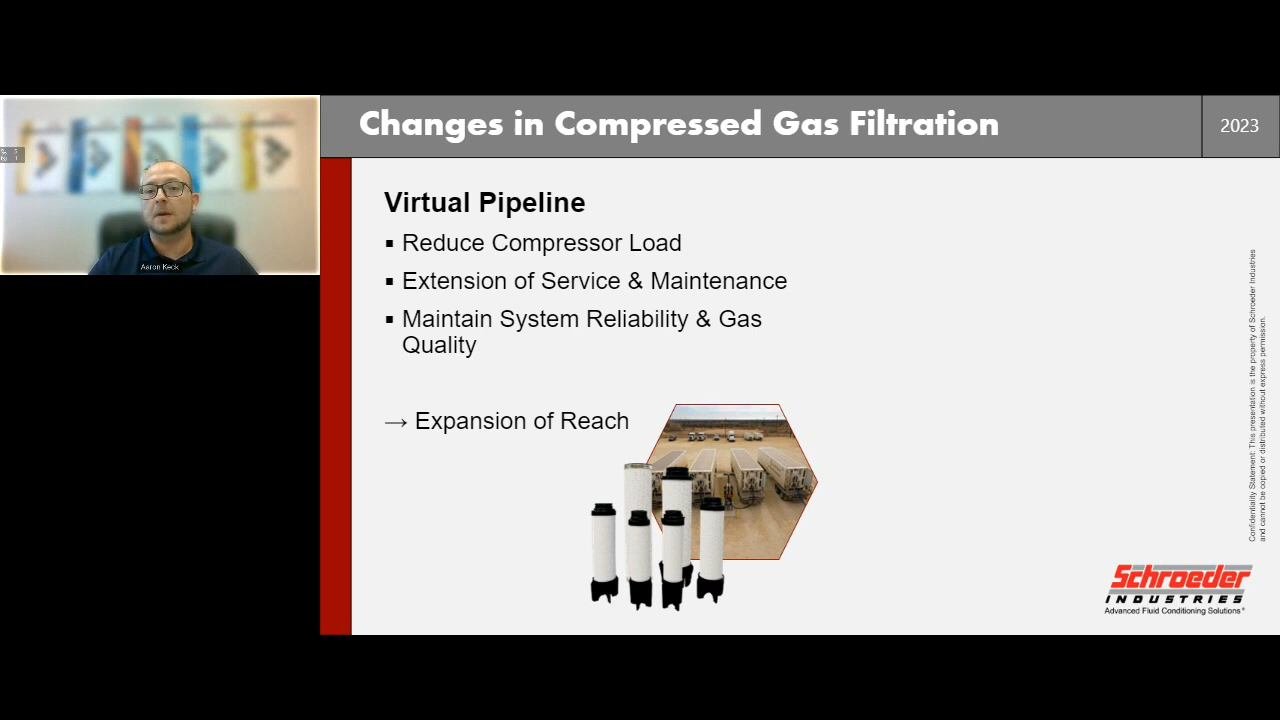 Changes in Compressed Gas Filtration
2023
Aaron Keck
Virtual Pipeline
▪ Reduce Compressor Load
▪ Extension of Service & Maintenance
▪ Maintain System Reliability & Gas
Quality
→ Expansion of Reach
Confidentiality Statement: This presentation is the property of Schroeder Industries
and cannot be copied or distributed without express permission.
Schroeder
INDUSTRIES
Advanced Fluid Conditioning Solutions®